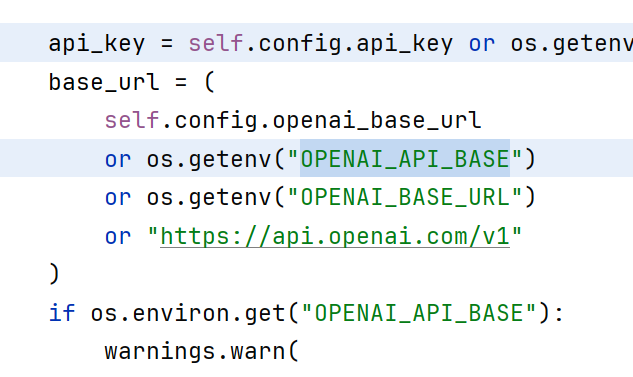 api_key = self.config.api_key or os.getenv
base_url = (
self.config.openai_base_url
or os.getenv("OPENAI_API_BASE")
or os.getenv("OPENAI_BASE_URL")
or "https://api.openai.com/v1"
)
if os.environ.get("OPENAI_API_BASE"):
warnings.warn(